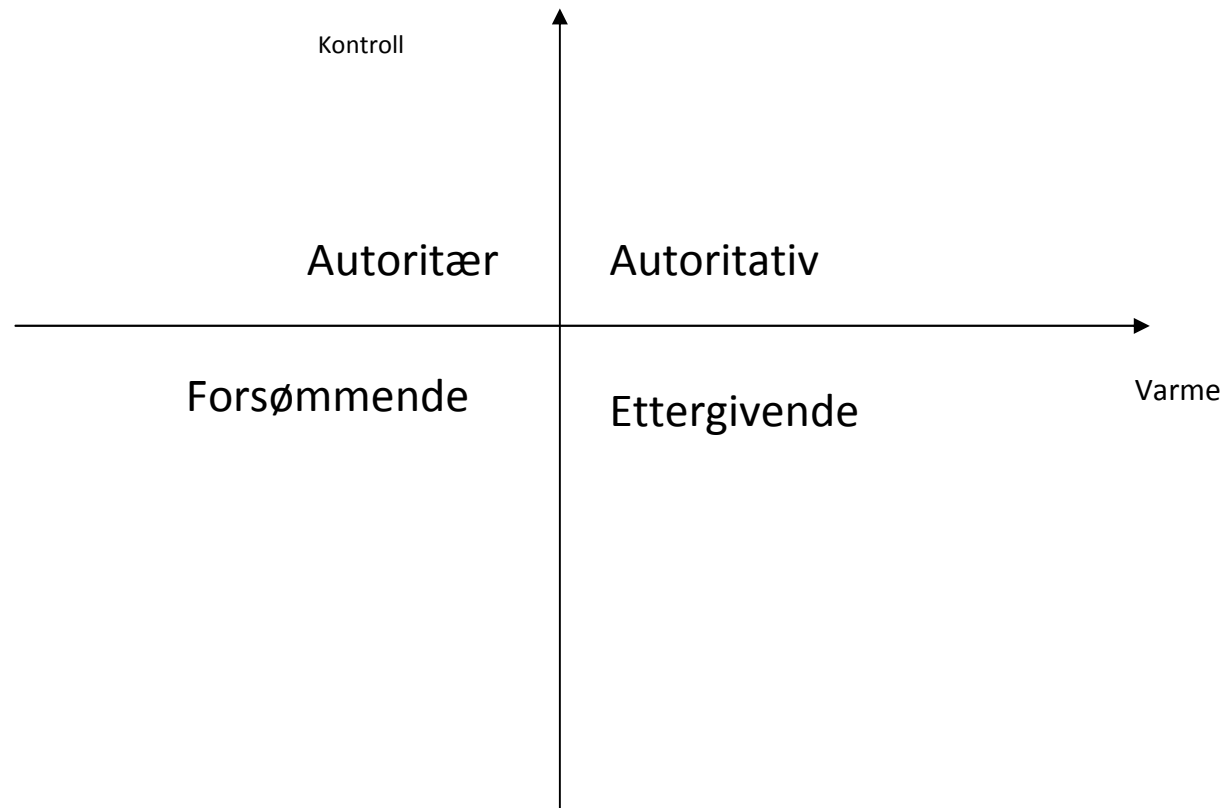 Kontroll
Autoritær
Autoritativ
Forsømmende
Ettergivende
Varme